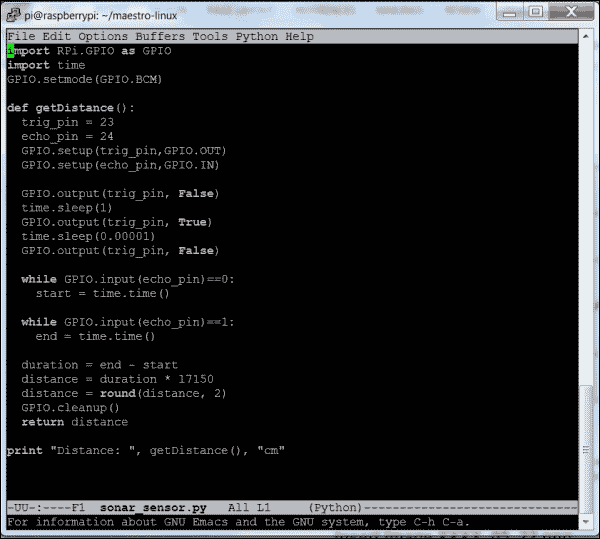 pi@raspberrypi: ~/maestro-linux
File Edit Options Buffers Tools Python Help
import RPi.GPIO as GPIO
import time
GPIO.setmode(GPIO.BCM)
def getDistance():
trig_pin = 23
echo_pin = 24
GPIO.setup(trig_pin,GPIO.OUT)
GPIO.setup(echo_pin,GPIO.IN)
GPIO.output(trig_pin, False)
time.sleep(1)
GPIO.output(trig_pin, True)
time.sleep(0.00001)
GPIO.output(trig_pin, False)
while GPIO.input(echo_pin)==0:
start = time.time()
while GPIO.input(echo_pin)==1:
end = time.time()
duration = end - start
distance = duration * 17150
distance = round(distance, 2)
GPIO.cleanup()
return distance
print "Distance: ", getDistance(), "cm"
-UU-:----F1  sonar_sensor.py   All L1     (Python)-----------------------------
For information about GNU Emacs and the GNU system, type C-h C-a.